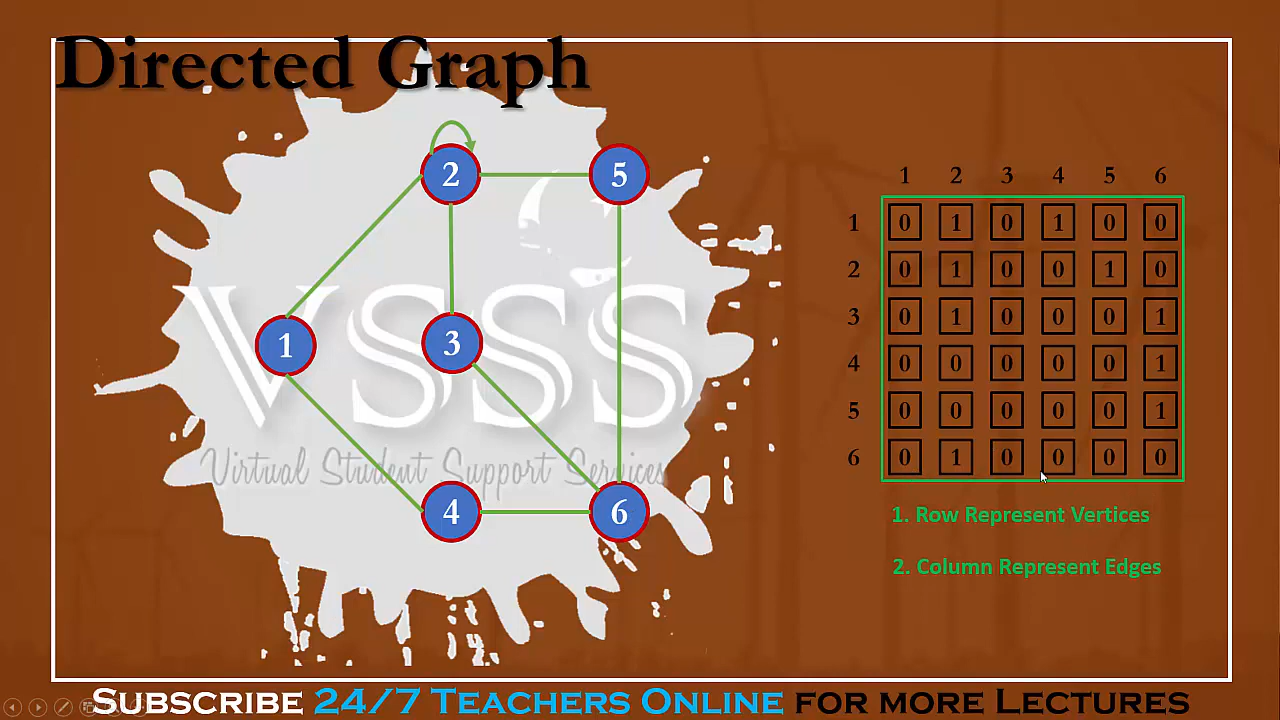 Directed Graph
2
5
1
3
4
6
VSSS
Virtual Student Support Services
1 2 3 4 5 6
1 0 1 0 1 0 0
2 0 1 0 0 1 0
3 0 1 0 0 0 1
4 0 0 0 0 0 1
5 0 0 0 0 0 1
6 0 1 0 0 0 0
1. Row Represent Vertices
2. Column Represent Edges
SUBSCRIBE 24/7 TEACHERS ONLINE FOR MORE LECTURES